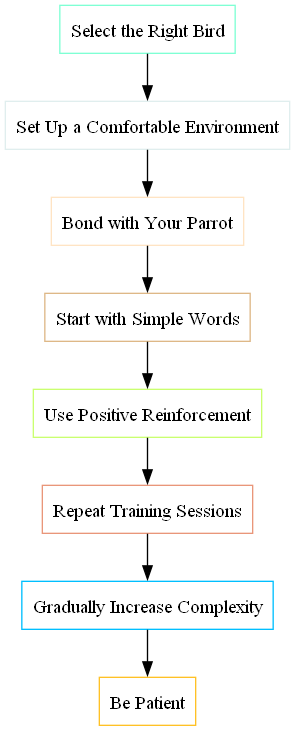 Select the Right Bird
Set Up a Comfortable Environment
Bond with Your Parrot
Start with Simple Words
Use Positive Reinforcement
Repeat Training Sessions
Gradually Increase Complexity
Be Patient